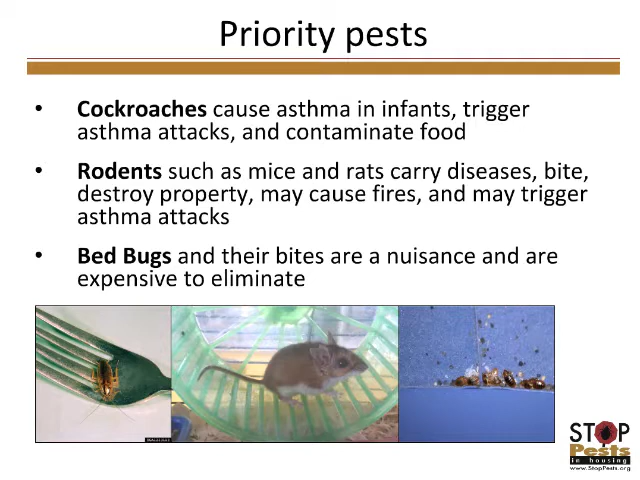 Priority pests
• Cockroaches cause asthma in infants, trigger
asthma attacks, and contaminate food
• Rodents such as mice and rats carry diseases, bite,
destroy property, may cause fires, and may trigger
asthma attacks
• Bed Bugs and their bites are a nuisance and are
expensive to eliminate
STOP
Pests
in housing
www.StopPests.org